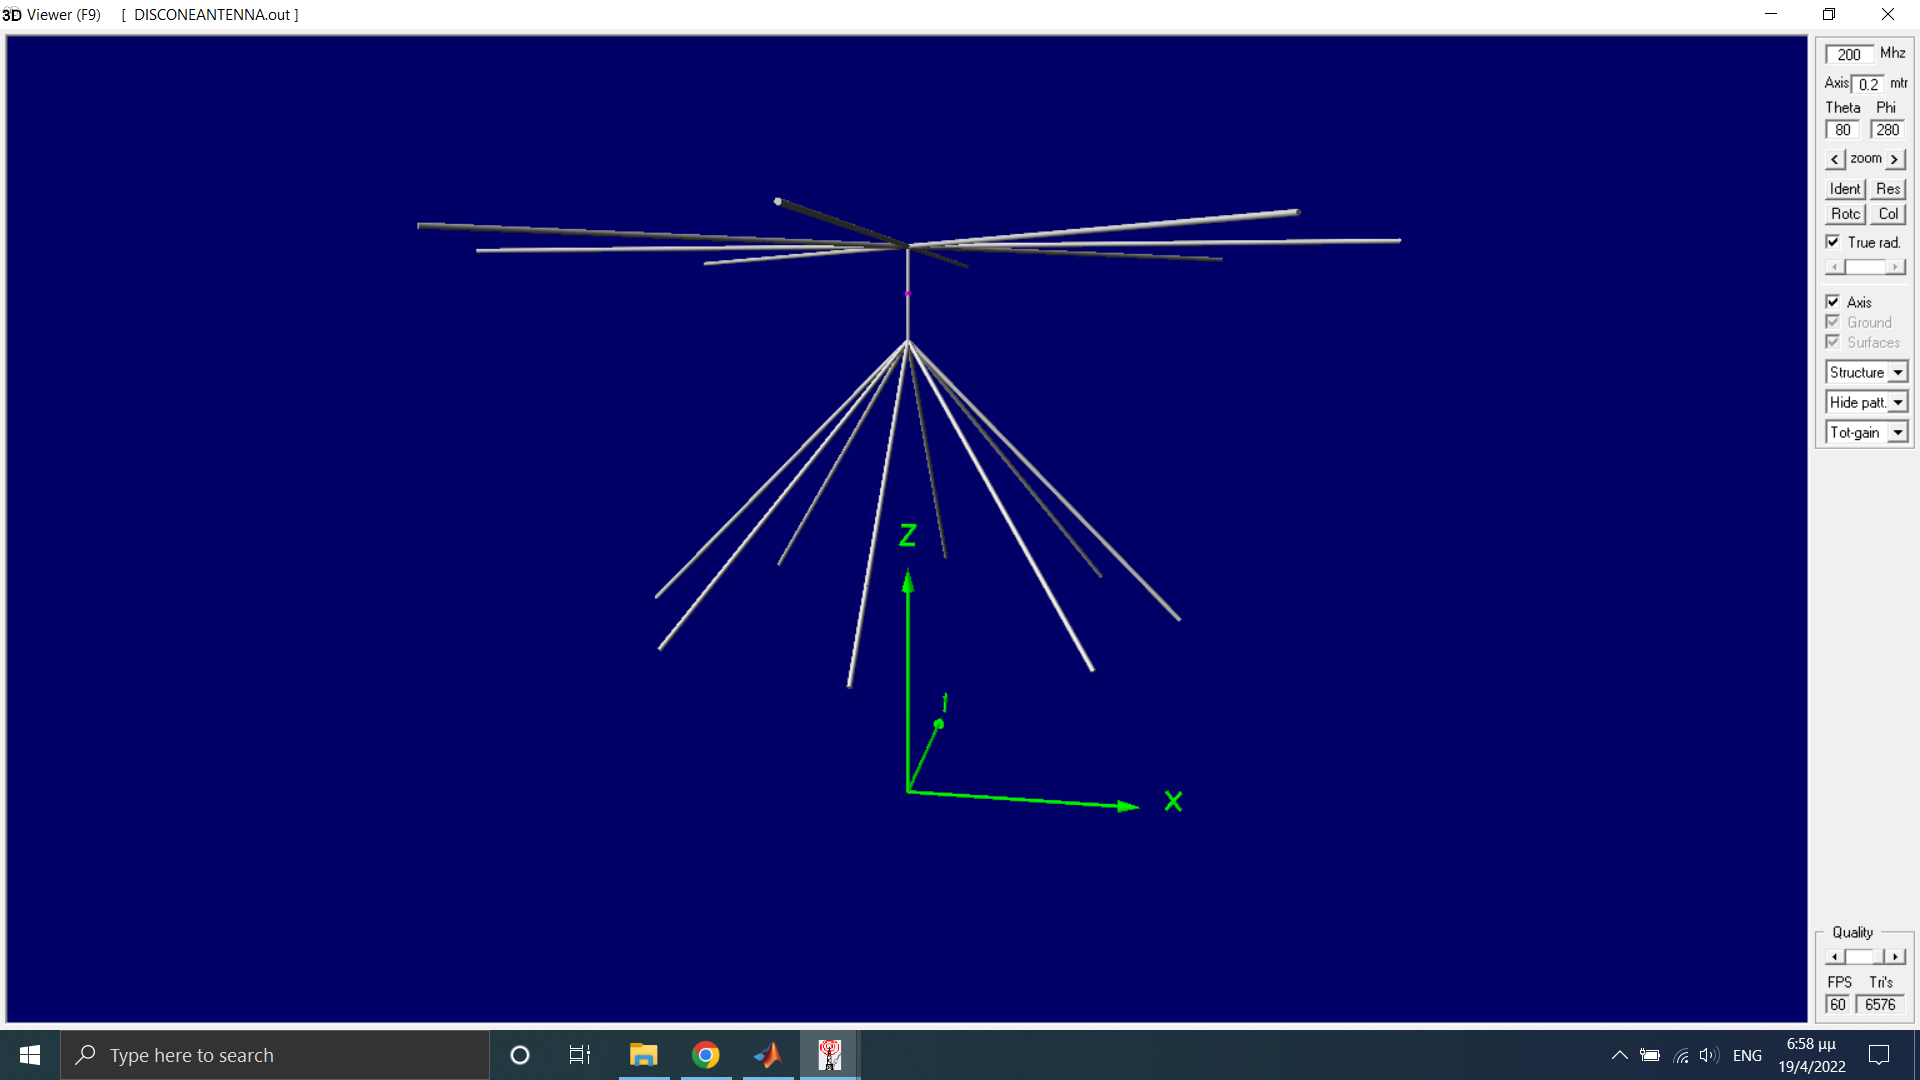 3D Viewer (F9) [ DISCONEANTENNA.out ]
200 Mhz
Axis 0.2 mtr
Theta Phi
80 280
< zoom >
Ident Res
Rotc Col
True rad.
Axis
Ground
Surfaces
Structure
Hide patt.
Tot-gain
Z
X
Quality
FPS Tri's
60 6576
Type here to search
ENG
6:58 μμ
19/4/2022